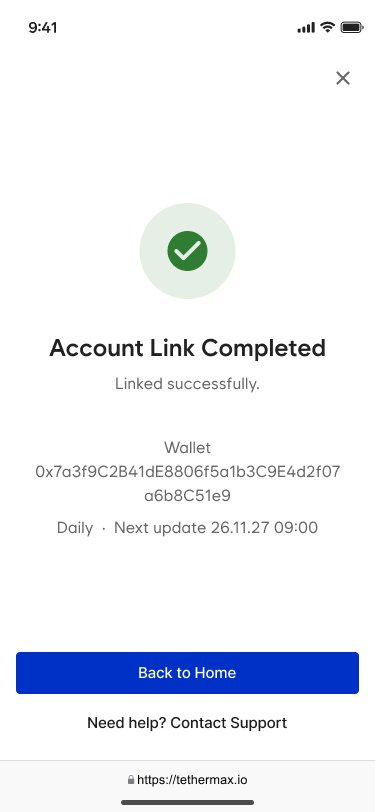 9:41
Account Link Completed
Linked successfully.
Wallet
0x7a3f9C2B41dE8806f5a1b3C9E4d2f07
a6b8C51e9
Daily · Next update 26.11.27 09:00
Back to Home
Need help? Contact Support
https://tethermax.io